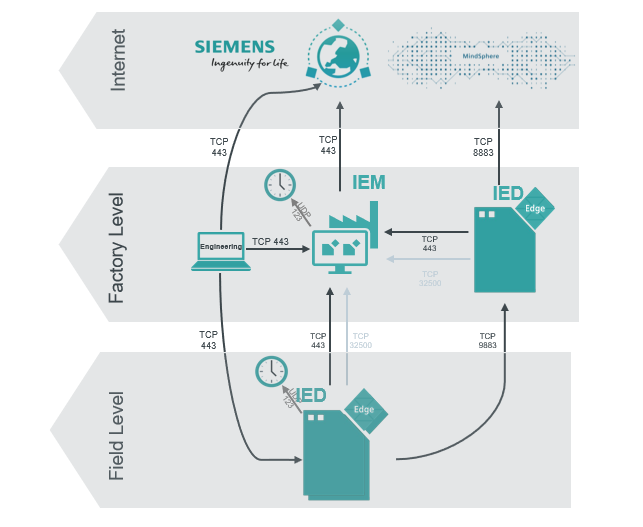 Internet
SIEMENS
Ingenuity for life
MindSphere
TCP
443
TCP
443
TCP
8883
Factory Level
IEM
UDP
123
IED
Edge
Engineering
TCP 443
TCP
443
TCP
32500
TCP
443
TCP
443
TCP
32500
TCP
9883
Field Level
UDP
123
IED
Edge